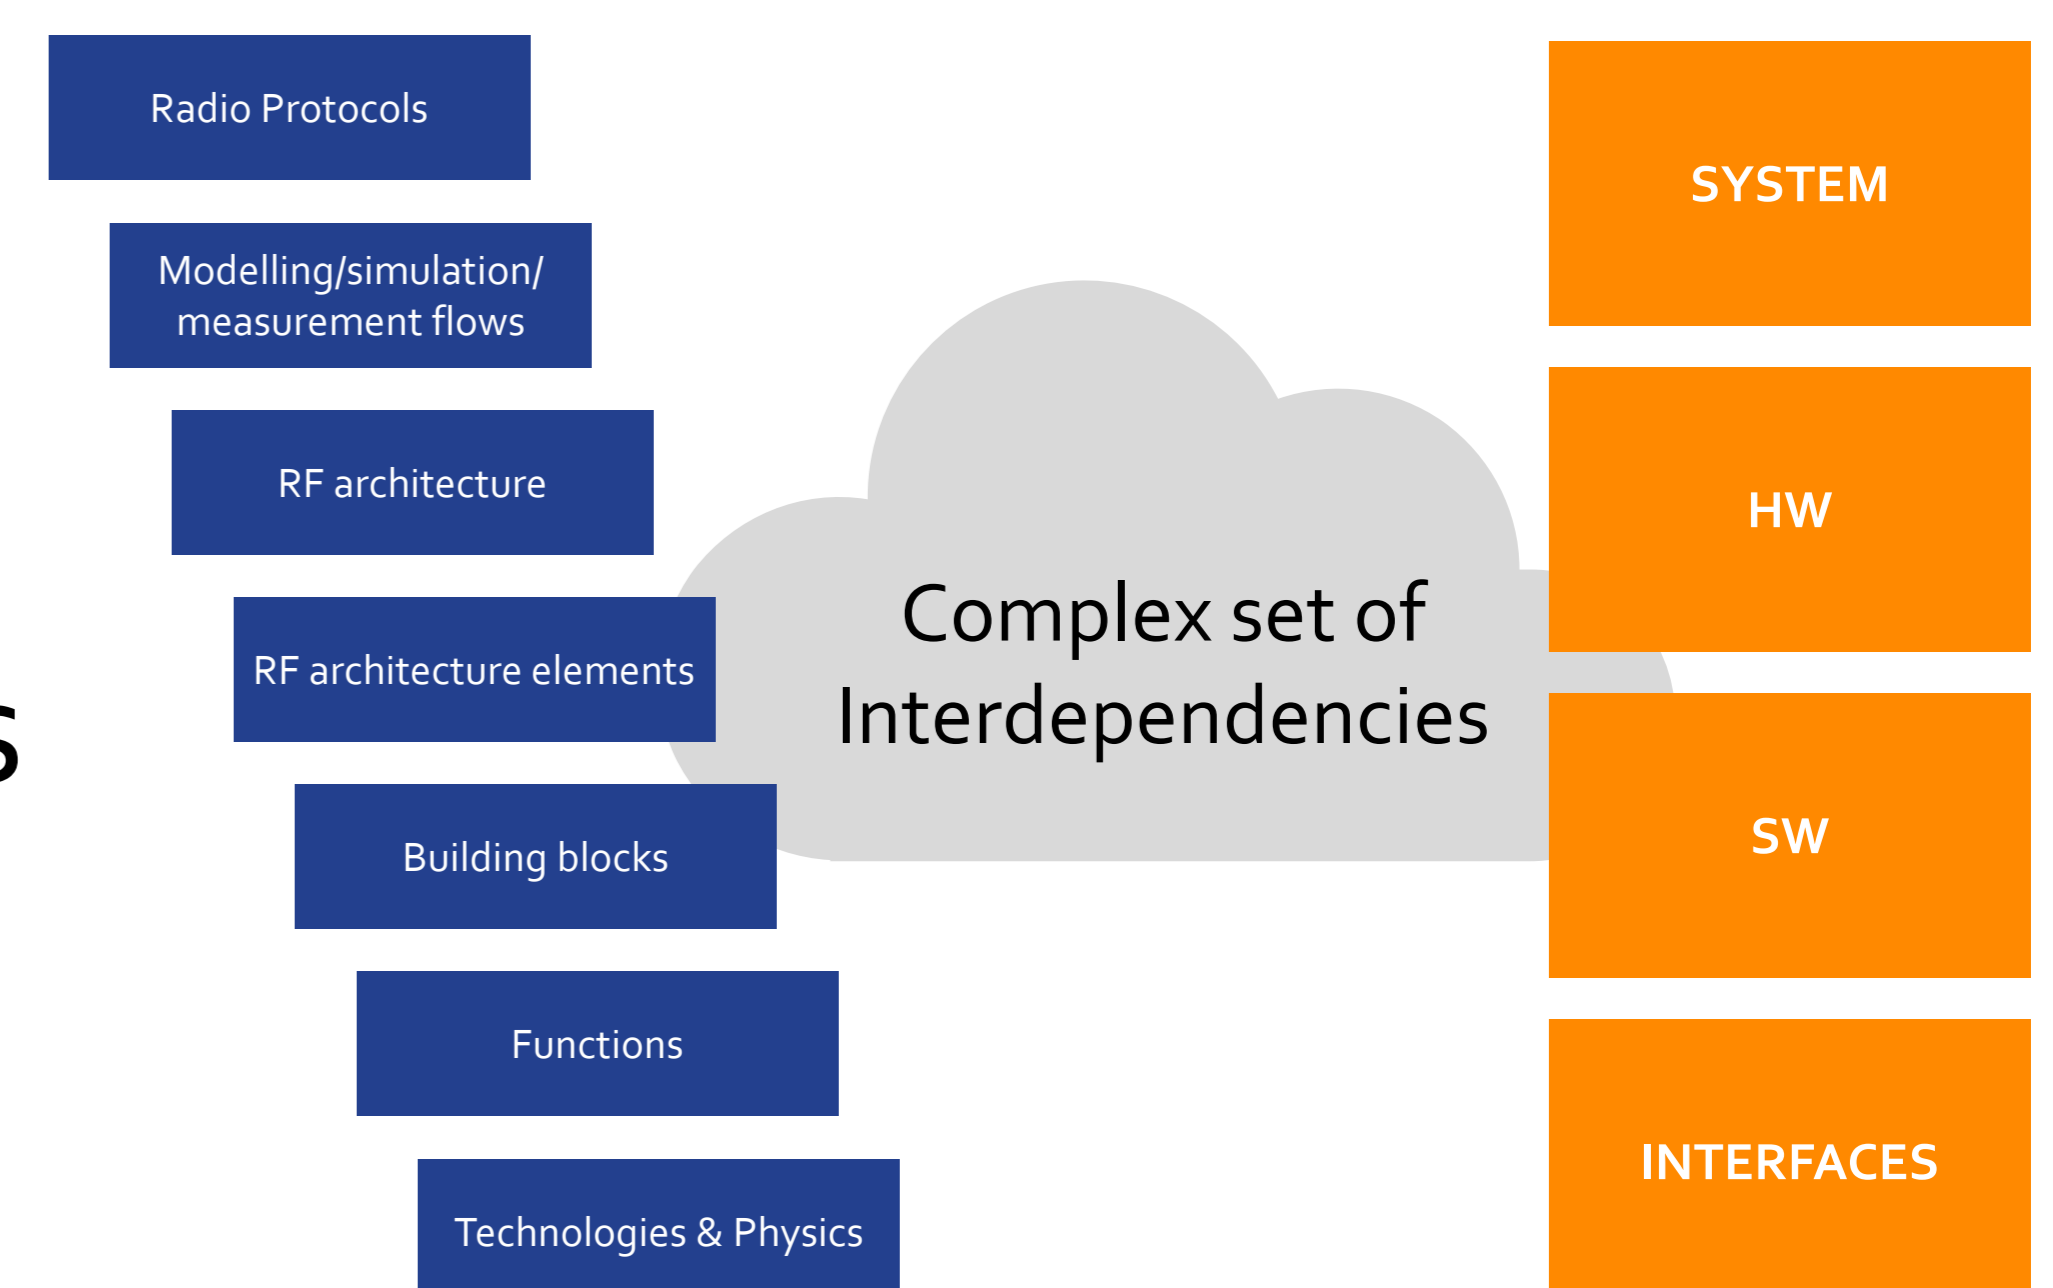 Radio Protocols
Modelling/simulation/
measurement flows
RF architecture
RF architecture elements
Building blocks
Functions
Technologies & Physics
Complex set of
Interdependencies
SYSTEM
HW
SW
INTERFACES